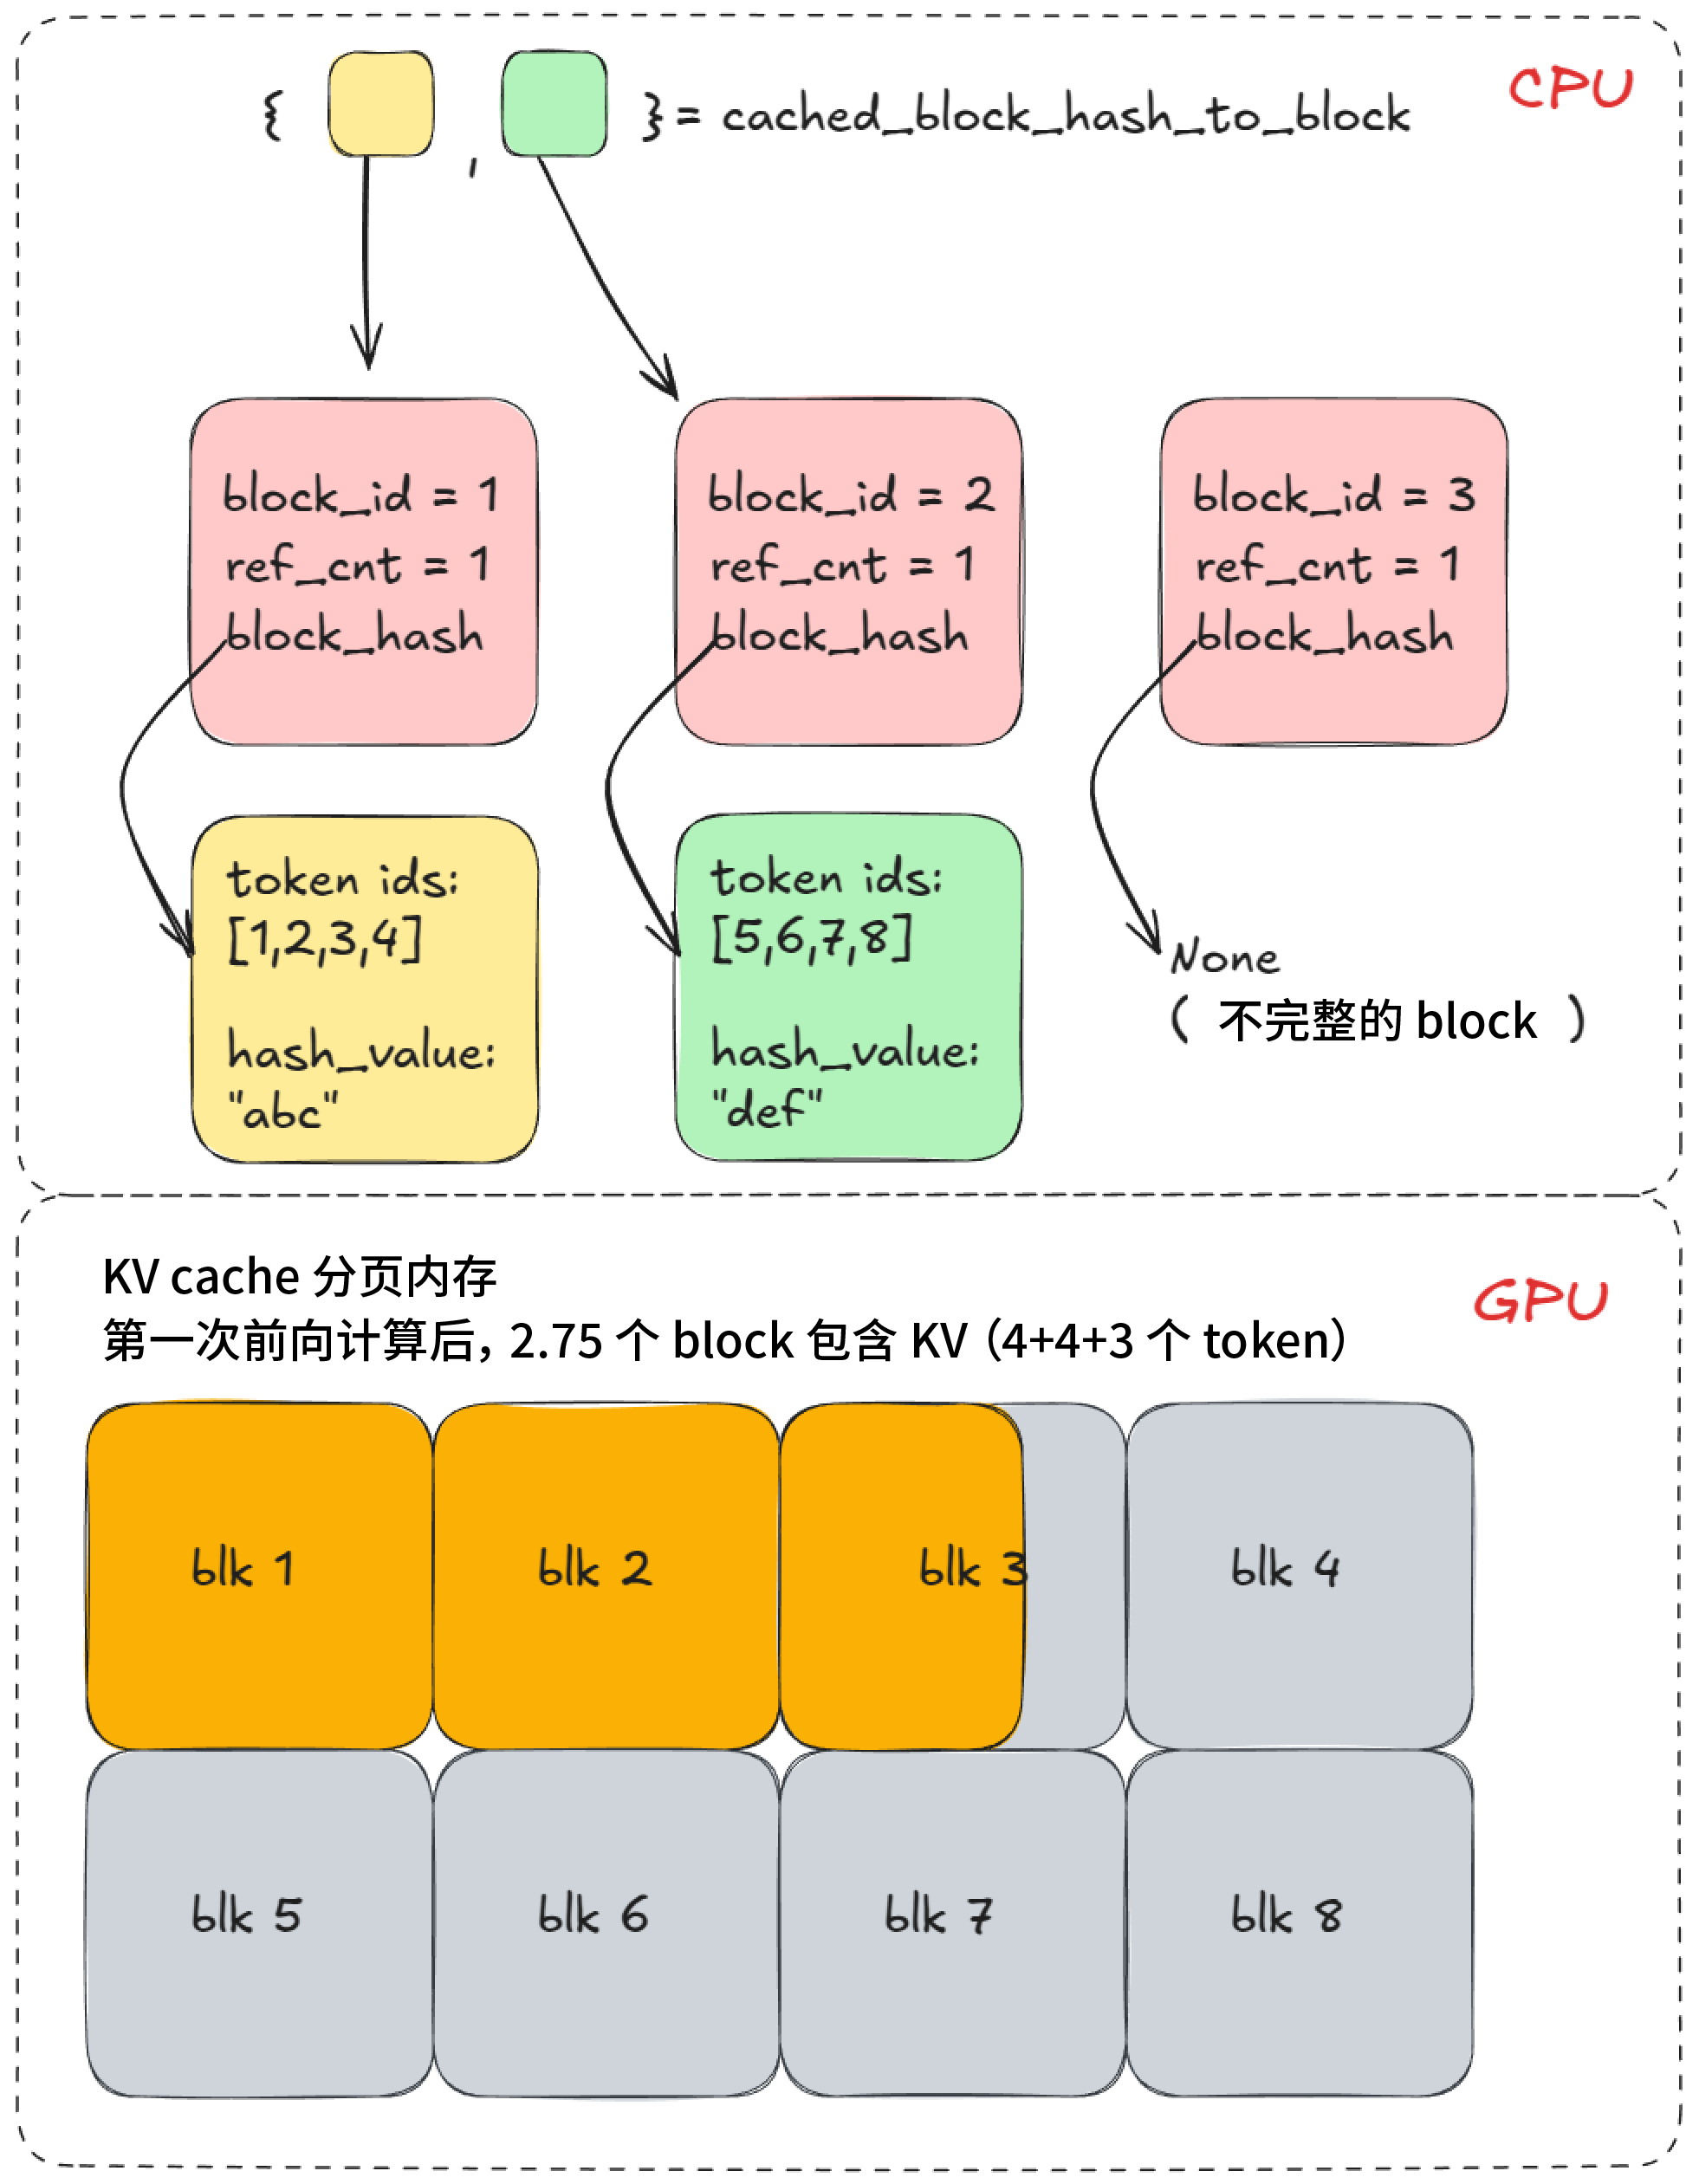 CPU
{ , } = cached_block_hash_to_block
block_id = 1
ref_cnt = 1
block_hash
block_id = 2
ref_cnt = 1
block_hash
block_id = 3
ref_cnt = 1
block_hash
token ids:
[1,2,3,4]
hash_value:
"abc"
token ids:
[5,6,7,8]
hash_value:
"def"
None
( 不完整的 block )
GPU
KV cache 分页内存
第一次前向计算后，2.75 个 block 包含 KV（4+4+3 个 token）
blk 1
blk 2
blk 3
blk 4
blk 5
blk 6
blk 7
blk 8